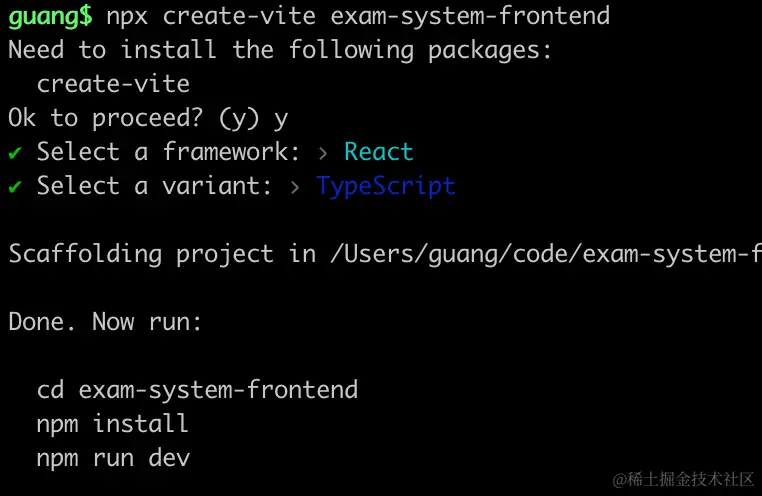 guang$ npx create-vite exam-system-frontend
Need to install the following packages:
  create-vite
Ok to proceed? (y) y
✔ Select a framework: › React
✔ Select a variant: › TypeScript
Scaffolding project in /Users/guang/code/exam-system-f
Done. Now run:
  cd exam-system-frontend
  npm install
  npm run dev
@稀土掘金技术社区